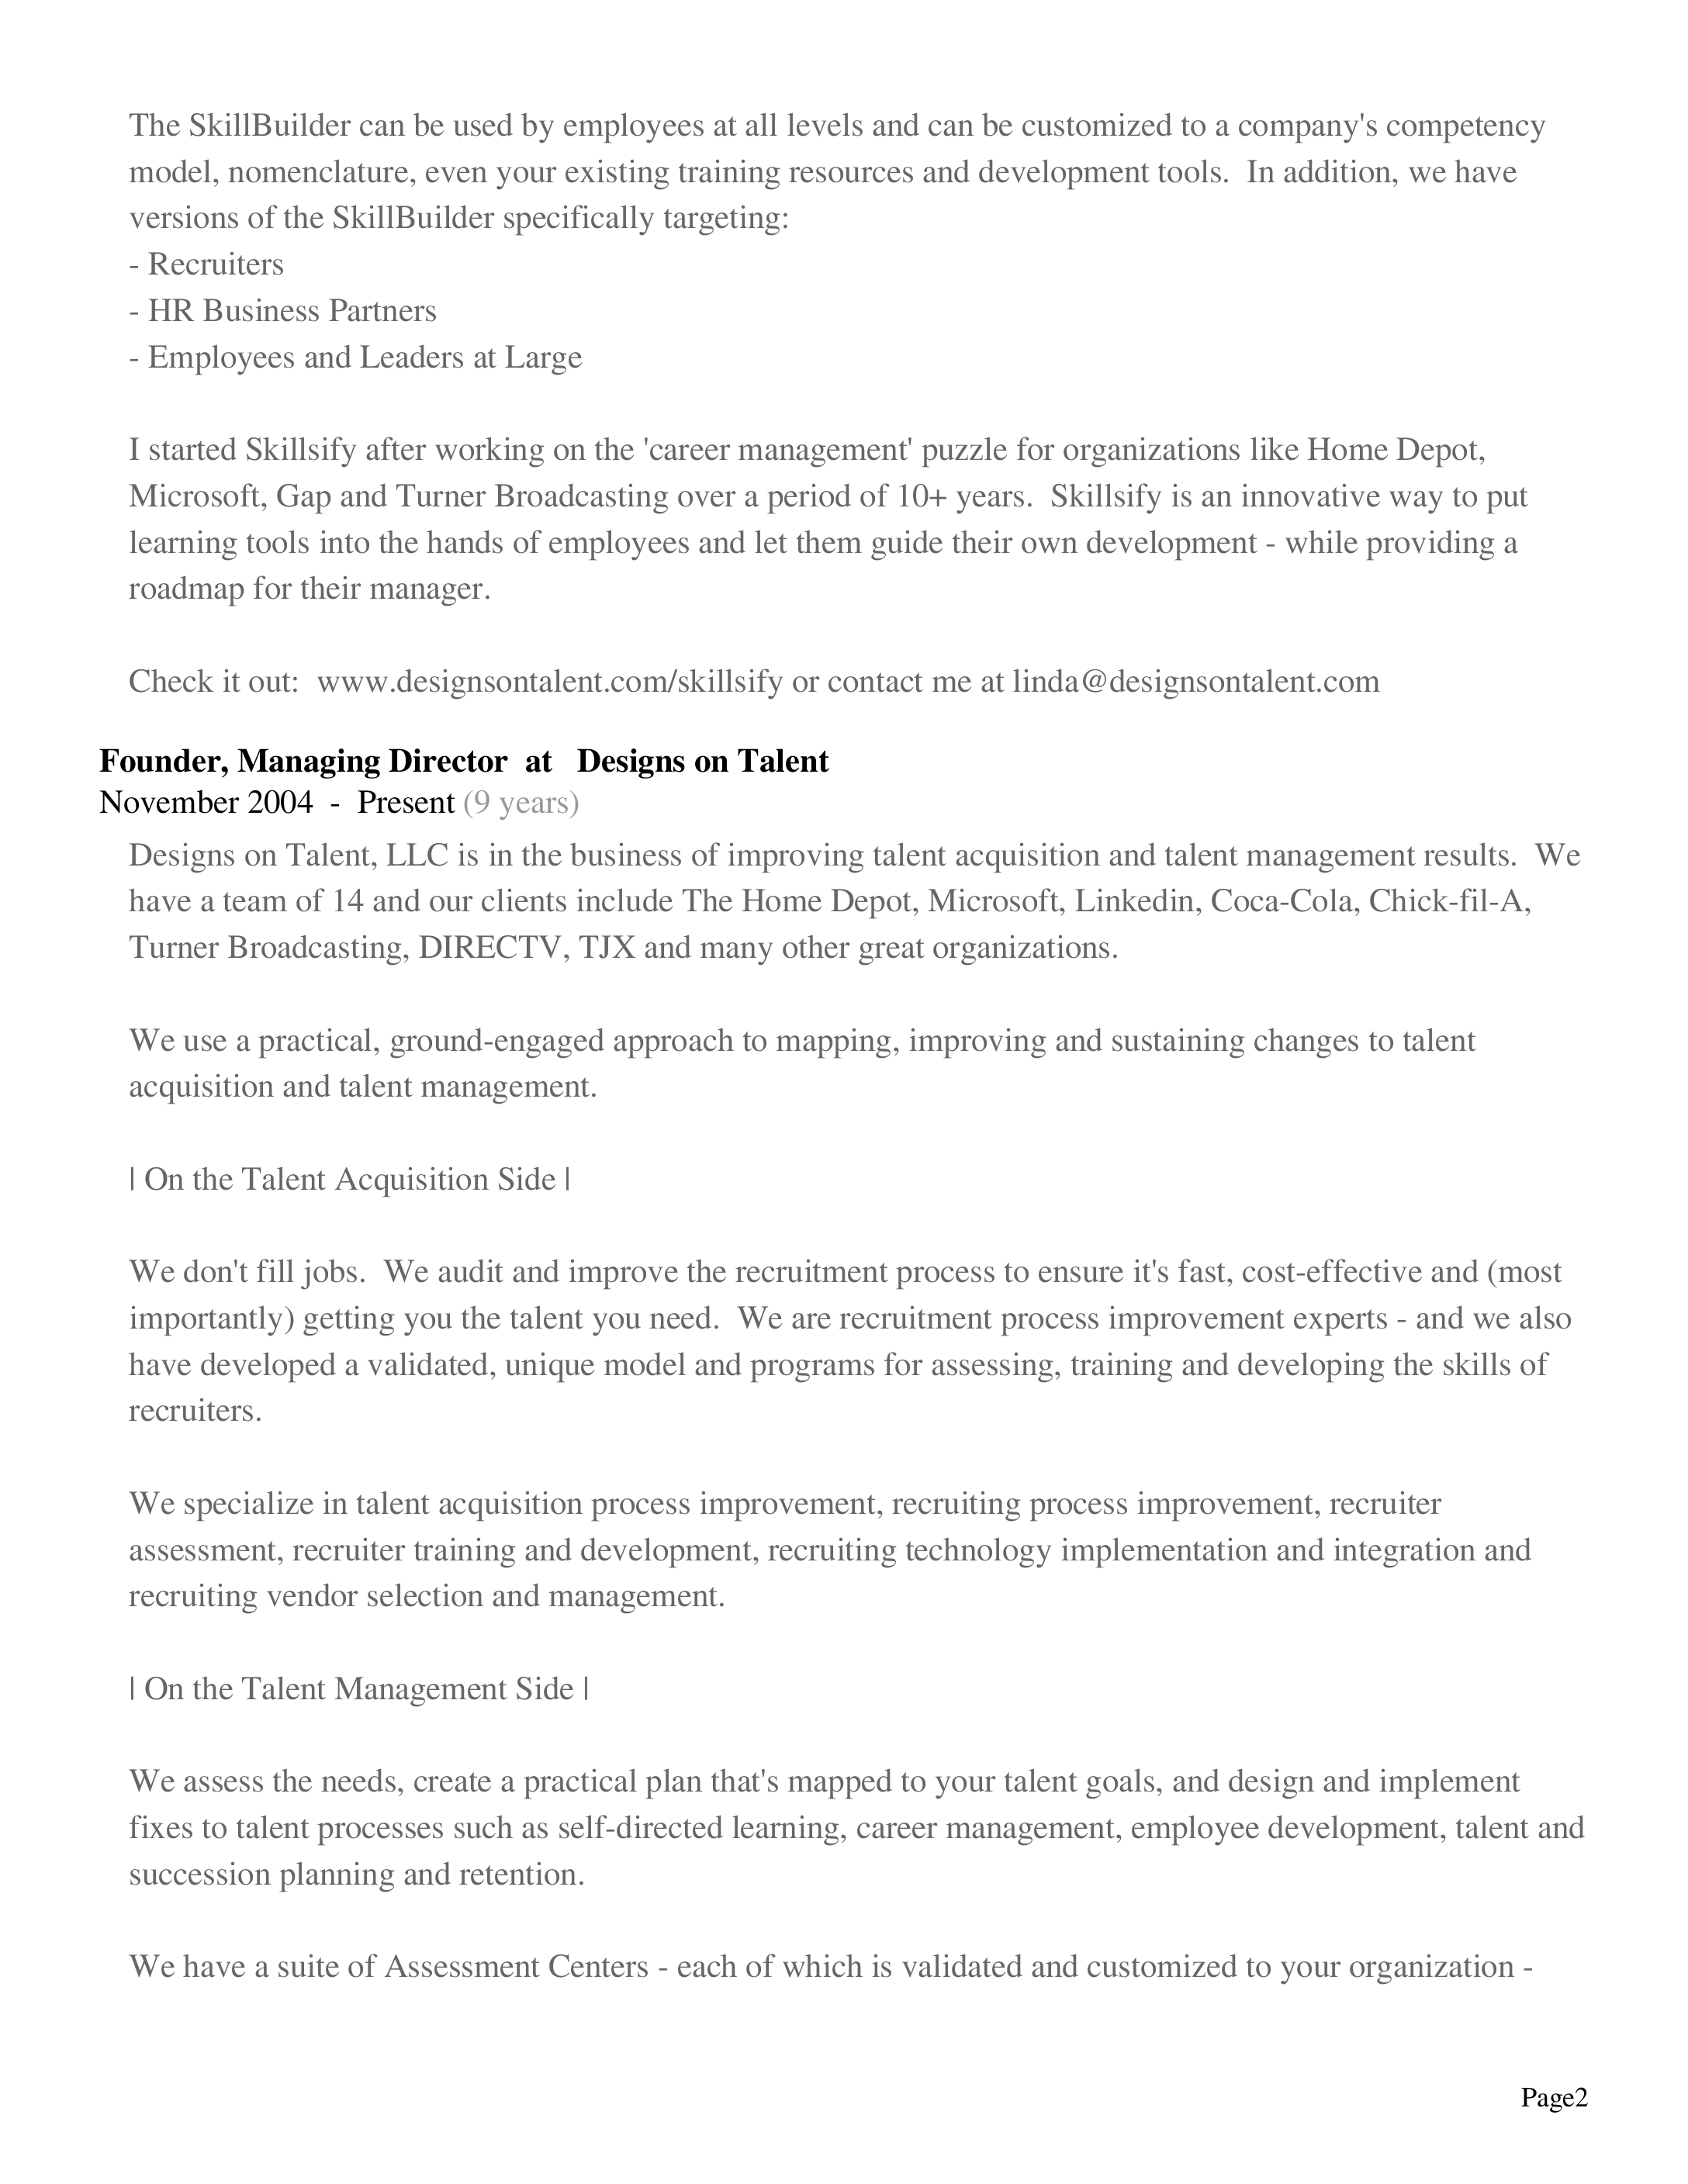 The SkillBuilder can be used by employees at all levels and can be customized to a company's competency
model, nomenclature, even your existing training resources and development tools.  In addition, we have
versions of the SkillBuilder specifically targeting:
- Recruiters
- HR Business Partners
- Employees and Leaders at Large
I started Skillsify after working on the 'career management' puzzle for organizations like Home Depot,
Microsoft, Gap and Turner Broadcasting over a period of 10+ years.  Skillsify is an innovative way to put
learning tools into the hands of employees and let them guide their own development - while providing a
roadmap for their manager.
Check it out:  www.designsontalent.com/skillsify or contact me at linda@designsontalent.com
Founder, Managing Director  at   Designs on Talent
November 2004  -  Present (9 years)
Designs on Talent, LLC is in the business of improving talent acquisition and talent management results.  We
have a team of 14 and our clients include The Home Depot, Microsoft, Linkedin, Coca-Cola, Chick-fil-A,
Turner Broadcasting, DIRECTV, TJX and many other great organizations.
We use a practical, ground-engaged approach to mapping, improving and sustaining changes to talent
acquisition and talent management.
| On the Talent Acquisition Side |
We don't fill jobs.  We audit and improve the recruitment process to ensure it's fast, cost-effective and (most
importantly) getting you the talent you need.  We are recruitment process improvement experts - and we also
have developed a validated, unique model and programs for assessing, training and developing the skills of
recruiters.
We specialize in talent acquisition process improvement, recruiting process improvement, recruiter
assessment, recruiter training and development, recruiting technology implementation and integration and
recruiting vendor selection and management.
| On the Talent Management Side |
We assess the needs, create a practical plan that's mapped to your talent goals, and design and implement
fixes to talent processes such as self-directed learning, career management, employee development, talent and
succession planning and retention.
We have a suite of Assessment Centers - each of which is validated and customized to your organization -
Page2